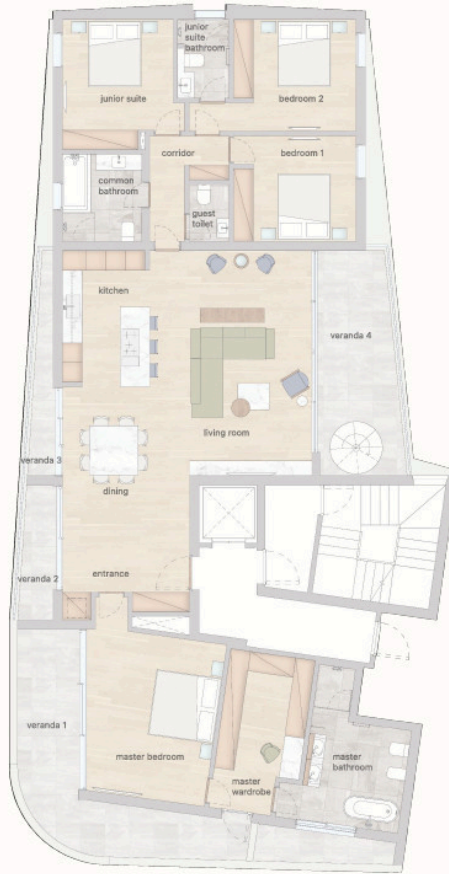 junior
suite
bathroom
junior suite
bedroom 2
corridor
bedroom 1
common
bathroom
guest
toilet
kitchen
veranda 4
living room
veranda 3
dining
entrance
veranda 2
veranda 1
master bedroom
master
bathroom
master
wardrobe